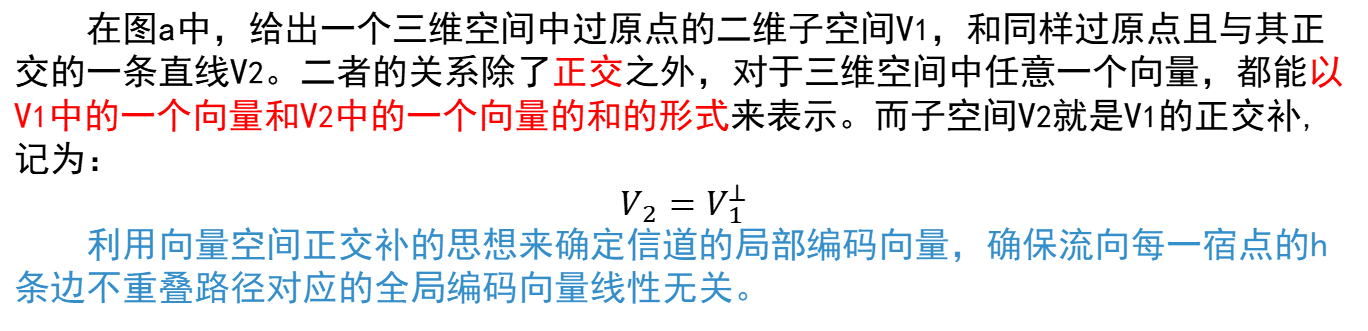 在图a中，给出一个三维空间中过原点的二维子空间V1，和同样过原点且与其正
交的一条直线V2。二者的关系除了正交之外，对于三维空间中任意一个向量，都能以
V1中的一个向量和V2中的一个向量的和的形式来表示。而子空间V2就是V1的正交补，
记为：
$V_2 = V_1^{\perp}$
利用向量空间正交补的思想来确定信道的局部编码向量，确保流向每一宿点的h
条边不重叠路径对应的全局编码向量线性无关。